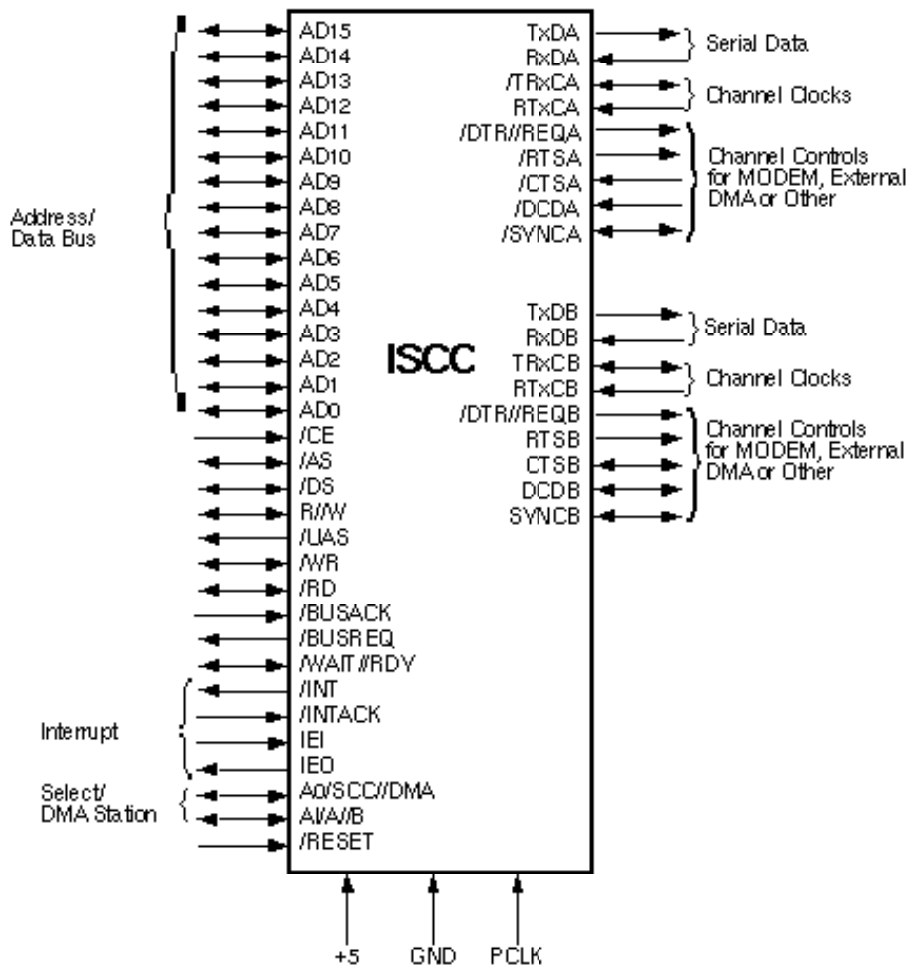 AD15
AD14
AD13
AD12
AD11
AD10
AD9
AD8
AD7
AD6
AD5
AD4
AD3
AD2
AD1
AD0
/CE
/AS
/DS
R//W
/UAS
/WR
/RD
/BUSACK
/BUSREQ
/WAIT//RDY
/INT
/INTACK
IEI
IEO
A0/SCC//DMA
A1/A//B
/RESET
Address/
Data Bus
Interrupt
Select/
DMA Station
ISCC
TxDA
RxDA
/TRxCA
RTxCA
/DTR//REQA
/RTSA
/CTSA
/DCDA
/SYNCA
TxDB
RxDB
TRxCB
RTxCB
/DTR//REQB
RTSB
CTSB
DCDB
SYNCB
Serial Data
Channel Clocks
Channel Controls
for MODEM, External
DMA or Other
Serial Data
Channel Clocks
Channel Controls
for MODEM, External
DMA or Other
+5
GND
PCLK